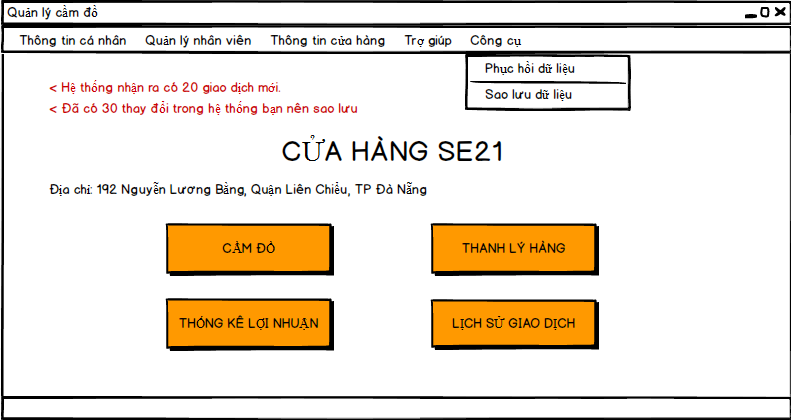 Quản lý cầm đồ
Thông tin cá nhân Quản lý nhân viên Thông tin cửa hàng Trợ giúp Công cụ
Phục hồi dữ liệu
< Hệ thống nhận ra có 20 giao dịch mới.
Sao lưu dữ liệu
< Đã có 30 thay đổi trong hệ thống bạn nên sao lưu
CỬA HÀNG SE21
Địa chỉ: 192 Nguyễn Lương Bằng, Quận Liên Chiểu, TP Đà Nẵng
CẦM ĐỒ THANH LÝ HÀNG
THỐNG KÊ LỢI NHUẬN LỊCH SỬ GIAO DỊCH